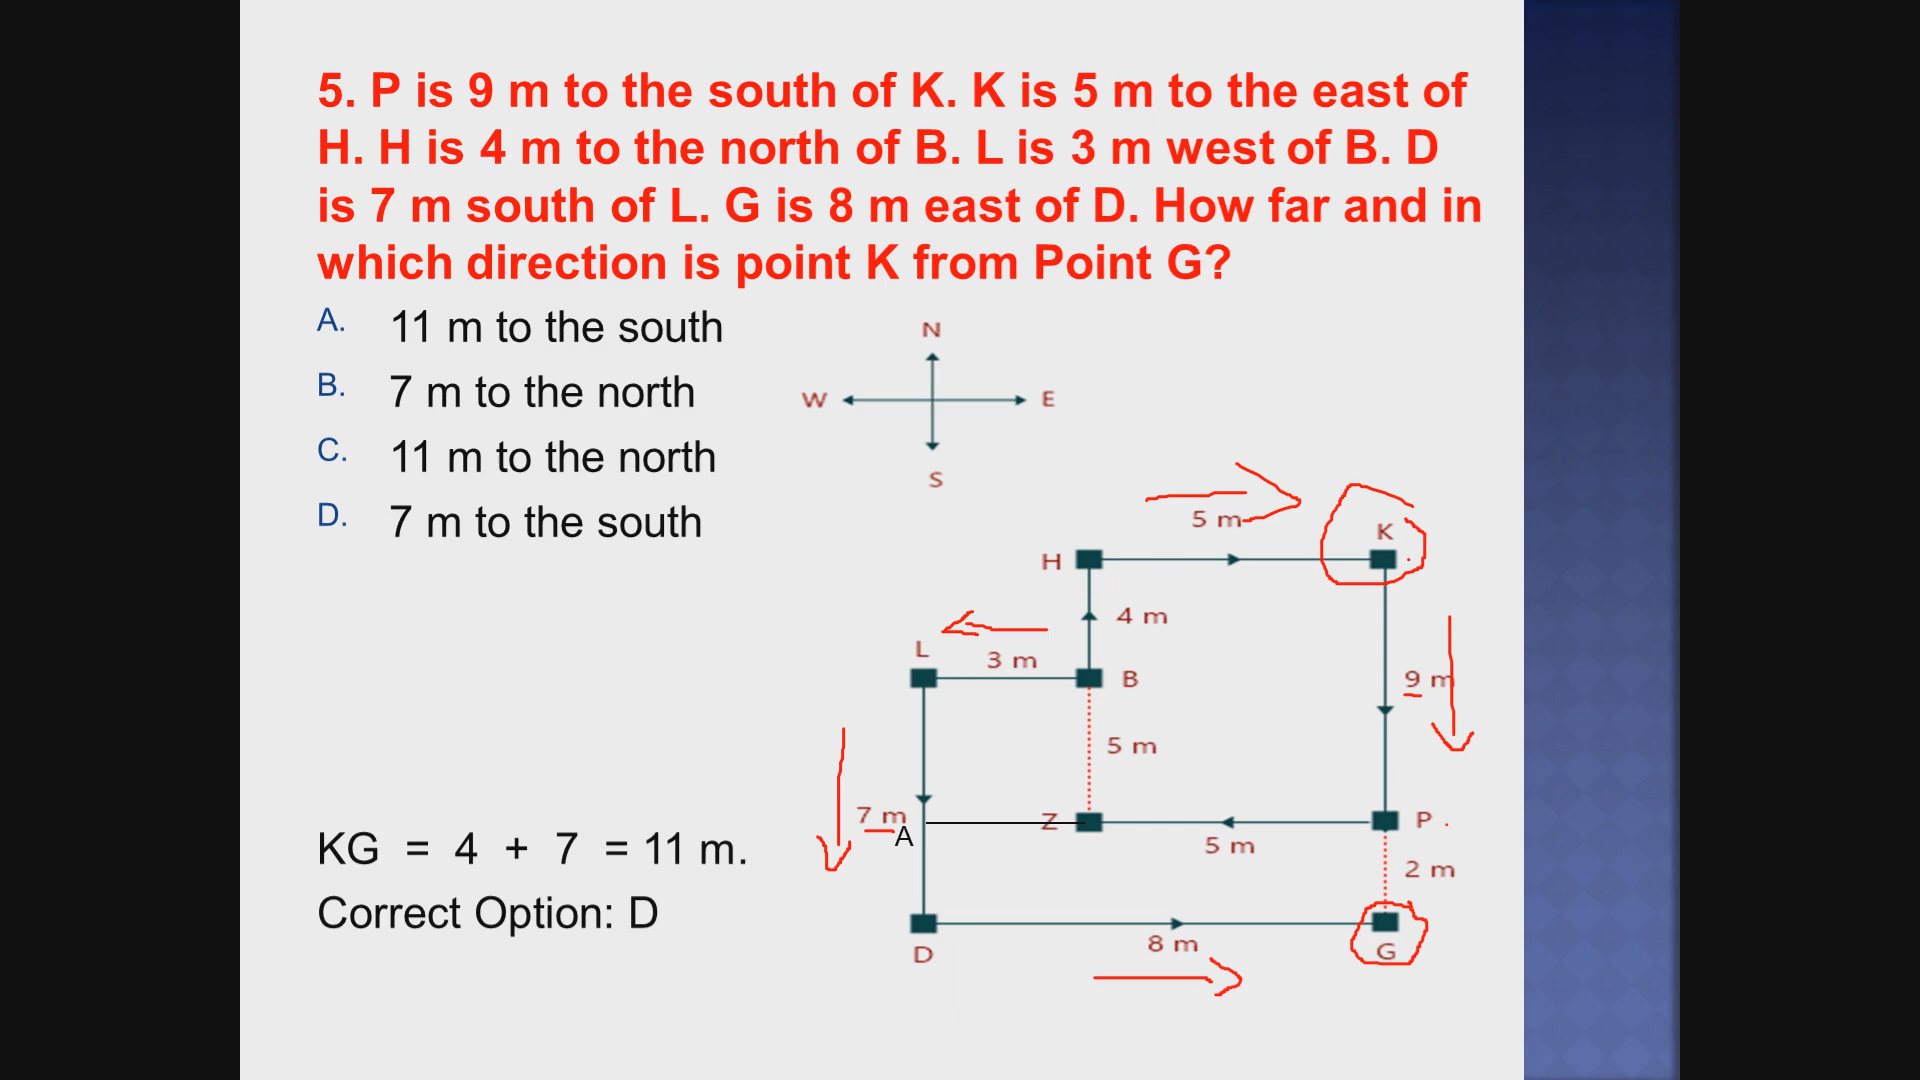 5. P is 9 m to the south of K. K is 5 m to the east of
H. H is 4 m to the north of B. L is 3 m west of B. D
is 7 m south of L. G is 8 m east of D. How far and in
which direction is point K from Point G?
A. 11 m to the south
B. 7 m to the north
C. 11 m to the north
D. 7 m to the south
N
W E
S
5 m
K
H
4 m
L
3 m
B
9 m
5 m
7 m
A
Z
P
5 m
2 m
8 m
D
G
KG = 4 + 7 = 11 m.
Correct Option: D